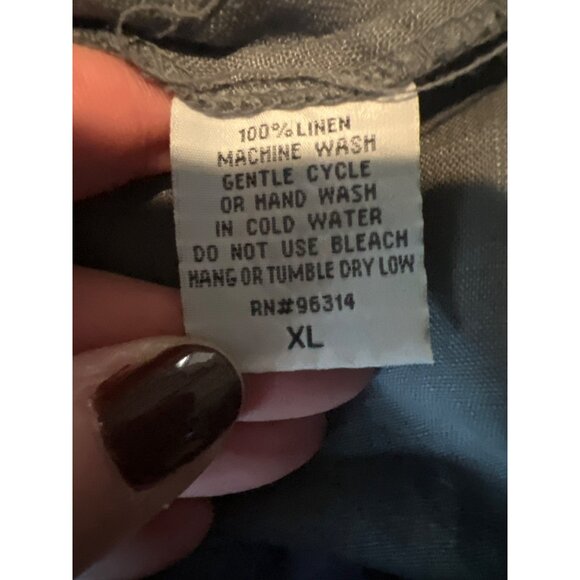 100%LINEN
MACHINE WASH
GENTLE CYCLE
OR HAND WASH
IN COLD WATER
DO NOT USE BLEACH
HANG OR TUMBLE DRY LOW
RN#96314
XL